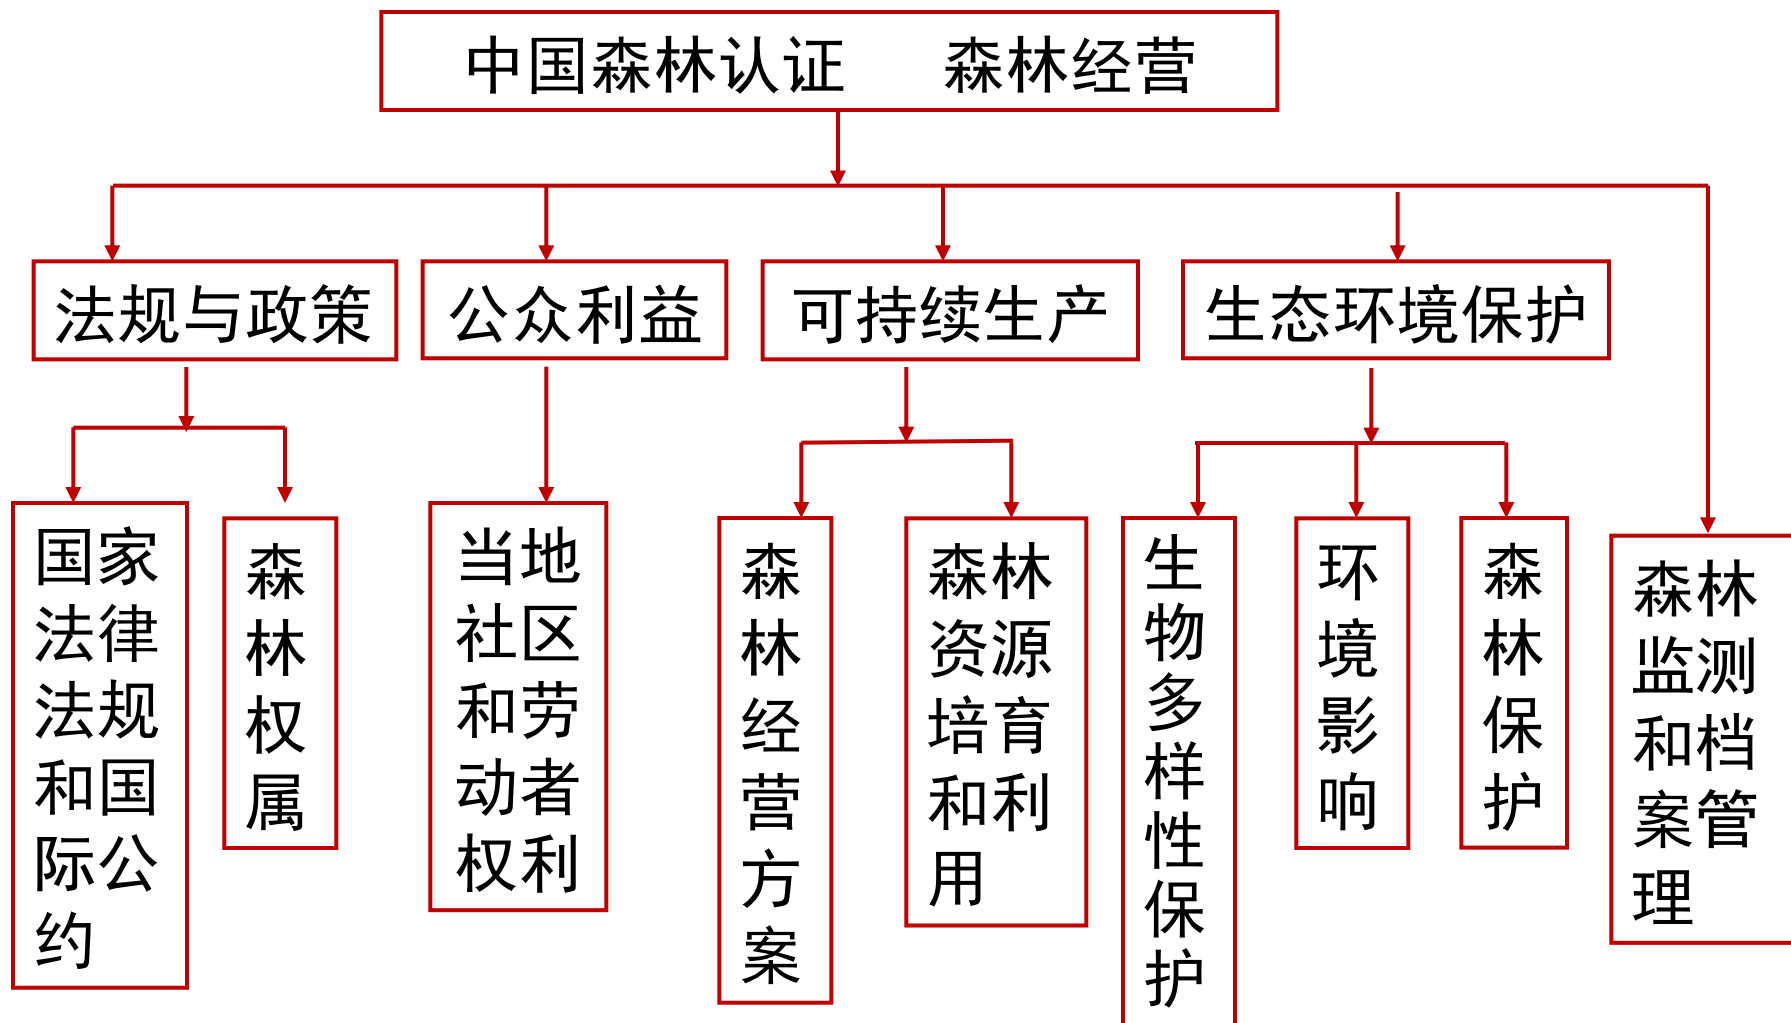 中国森林认证 森林经营
法规与政策
公众利益
可持续生产
生态环境保护
国家
法律
法规
和国
际公
约
森
林
权
属
当地
社区
和劳
动者
权利
森
林
经
营
方
案
森林
资源
培育
和利
用
生
物
多
样
性
保
护
环
境
影
响
森
林
保
护
森林
监测
和档
案管
理